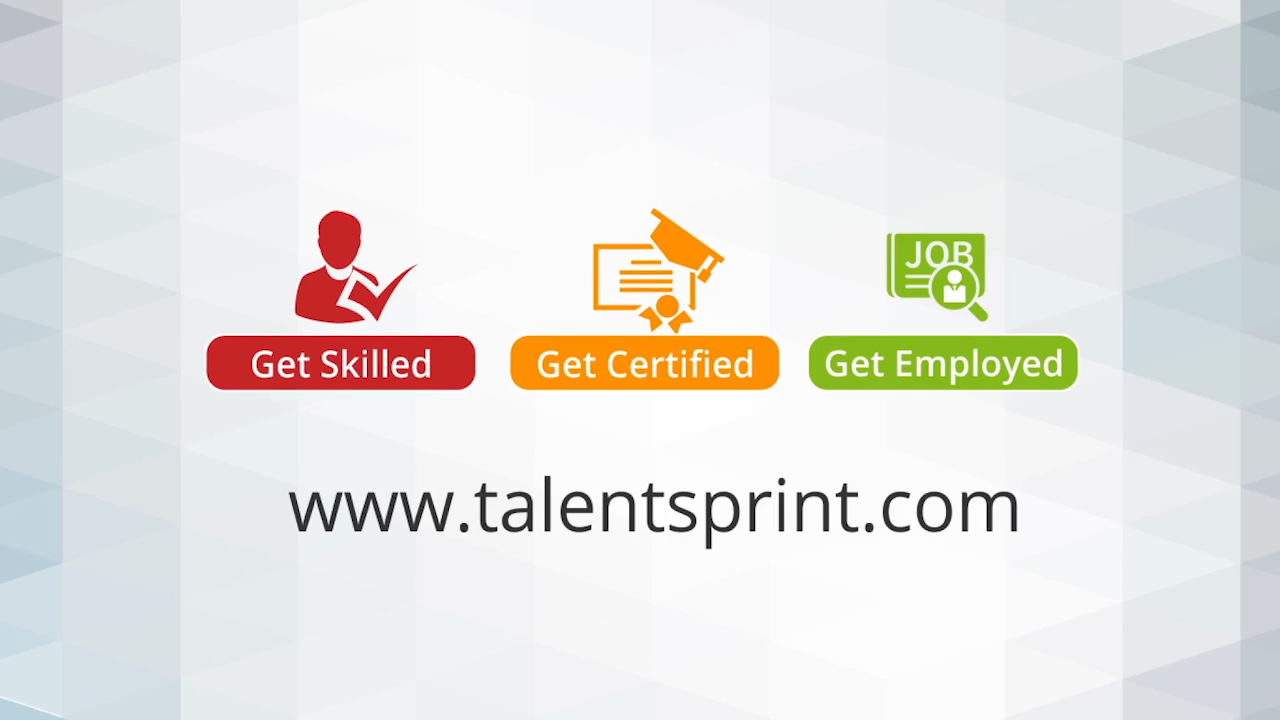 JOB
Get Skilled
Get Certified
Get Employed
www.talentsprint.com